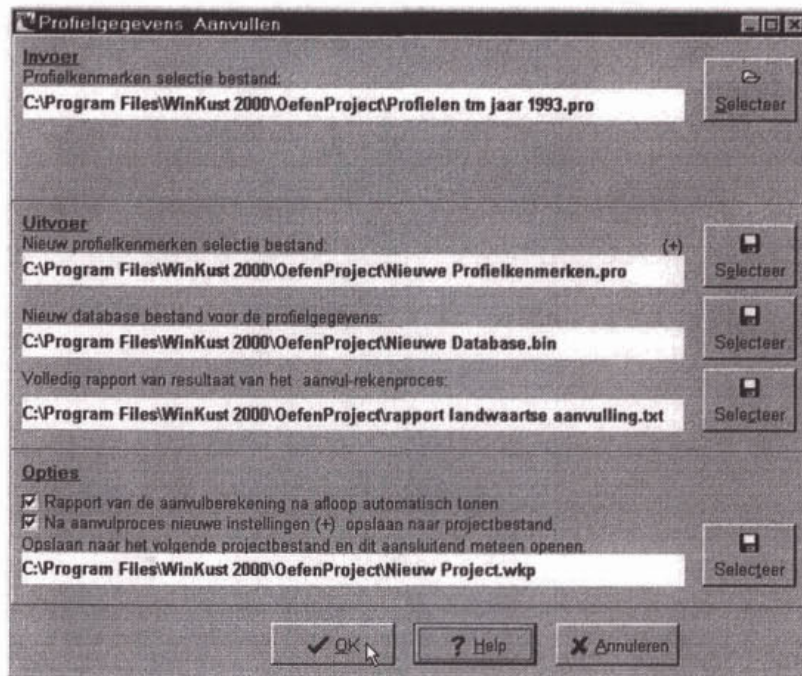 Profielgegevens Aanvullen
Invoer
Profielkenmerken selectie bestand:
C:\Program Files\WinKust 2000\OefenProject\Profielen tm jaar 1993.pro
Selecteer
Uitvoer
Nieuw profielkenmerken selectie bestand: (+)
C:\Program Files\WinKust 2000\OefenProject\Nieuwe Profielkenmerken.pro
Selecteer
Nieuw database bestand voor de profielgegevens:
C:\Program Files\WinKust 2000\OefenProject\Nieuwe Database.bin
Selecteer
Volledig rapport van resultaat van het aanvul-rekenproces:
C:\Program Files\WinKust 2000\OefenProject\rapport landwaartse aanvulling.txt
Selecteer
Opties
Rapport van de aanvulberekening na afloop automatisch tonen
Na aanvulproces nieuwe instellingen (+) opslaan naar projectbestand.
Opslaan naar het volgende projectbestand en dit aansluitend meteen openen.
C:\Program Files\WinKust 2000\OefenProject\Nieuw Project.wkp
Selecteer
OK
? Help
Annuleren